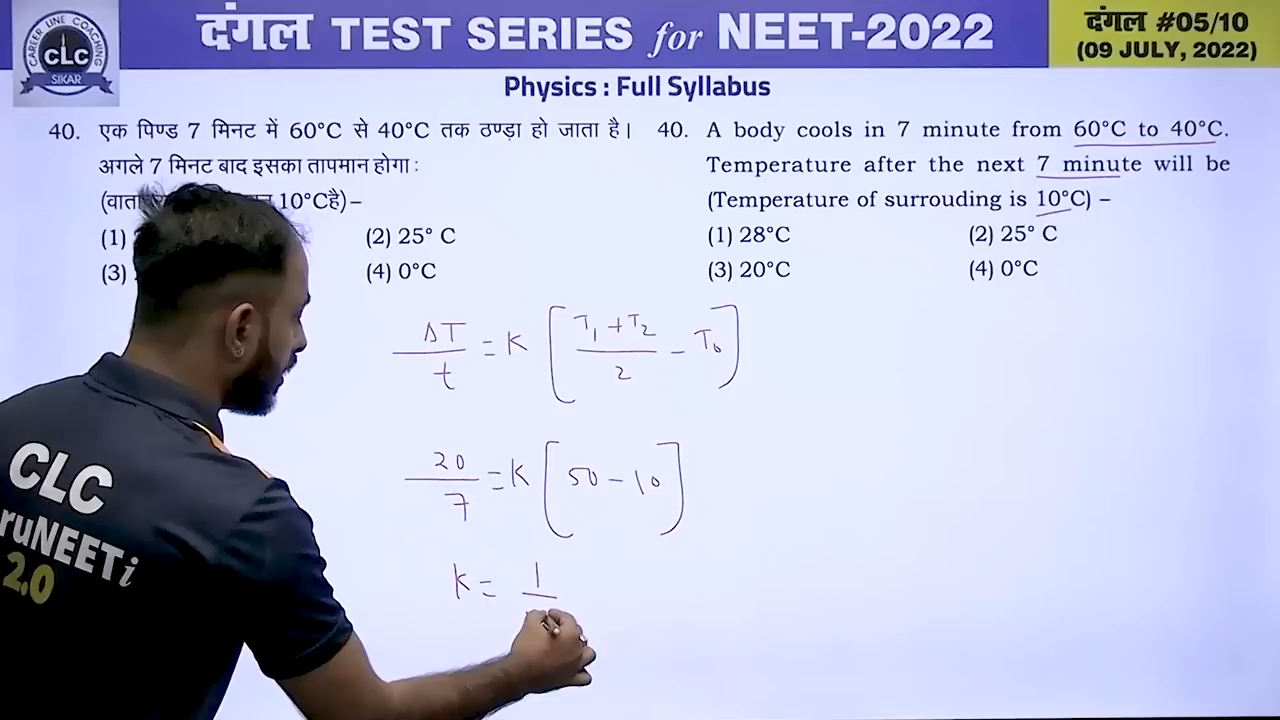 CAREER LINE COACHING
CLC
SIKAR
दंगल TEST SERIES for NEET-2022
दंगल #05/10
(09 JULY, 2022)
Physics : Full Syllabus
40. एक पिण्ड 7 मिनट में 60°C से 40°C तक ठण्डा हो जाता है।
अगले 7 मिनट बाद इसका तापमान होगा :
10°Cहै)–
(1)
(2) 25° C
(3)
(4) 0°C
40. A body cools in 7 minute from 60°C to 40°C.
Temperature after the next 7 minute will be
(Temperature of surrouding is 10°C) –
(1) 28°C
(2) 25° C
(3) 20°C
(4) 0°C
ΔT/t = K [(T₁ + T₂)/2 – T₀]
20/7 = K [50 – 10]
K = 1
CLC
ruNEETi
2.0